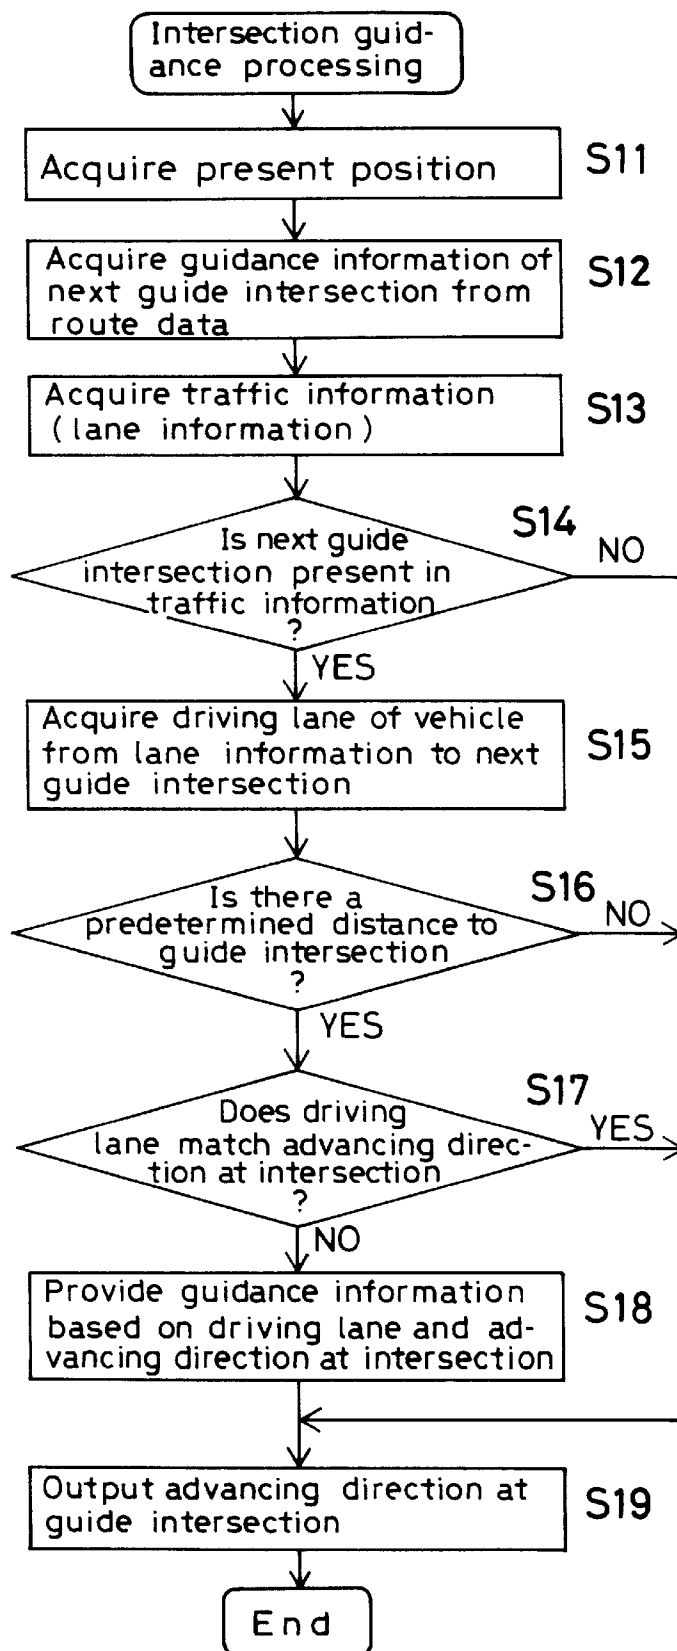 Intersection guid-
ance processing
Acquire present position
S11
Acquire guidance information of
next guide intersection from
route data
S12
Acquire traffic information
(lane information)
S13
Is next guide
intersection present in
traffic information
?
S14
NO
YES
Acquire driving lane of vehicle
from lane information to next
guide intersection
S15
Is there a
predetermined distance to
guide intersection
?
S16
NO
YES
Does driving
lane match advancing direc-
tion at intersection
?
S17
YES
NO
Provide guidance information
based on driving lane and ad-
vancing direction at intersection
S18
Output advancing direction at
guide intersection
S19
End